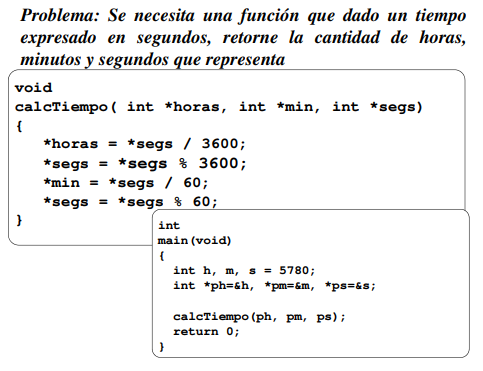 Problema: Se necesita una función que dado un tiempo
expresado en segundos, retorne la cantidad de horas,
minutos y segundos que representa
void
calcTiempo( int *horas, int *min, int *segs)
{
   *horas = *segs / 3600;
   *segs = *segs % 3600;
   *min = *segs / 60;
   *segs = *segs % 60;
}
int
main(void)
{
  int h, m, s = 5780;
  int *ph=&h, *pm=&m, *ps=&s;

  calcTiempo(ph, pm, ps);
  return 0;
}